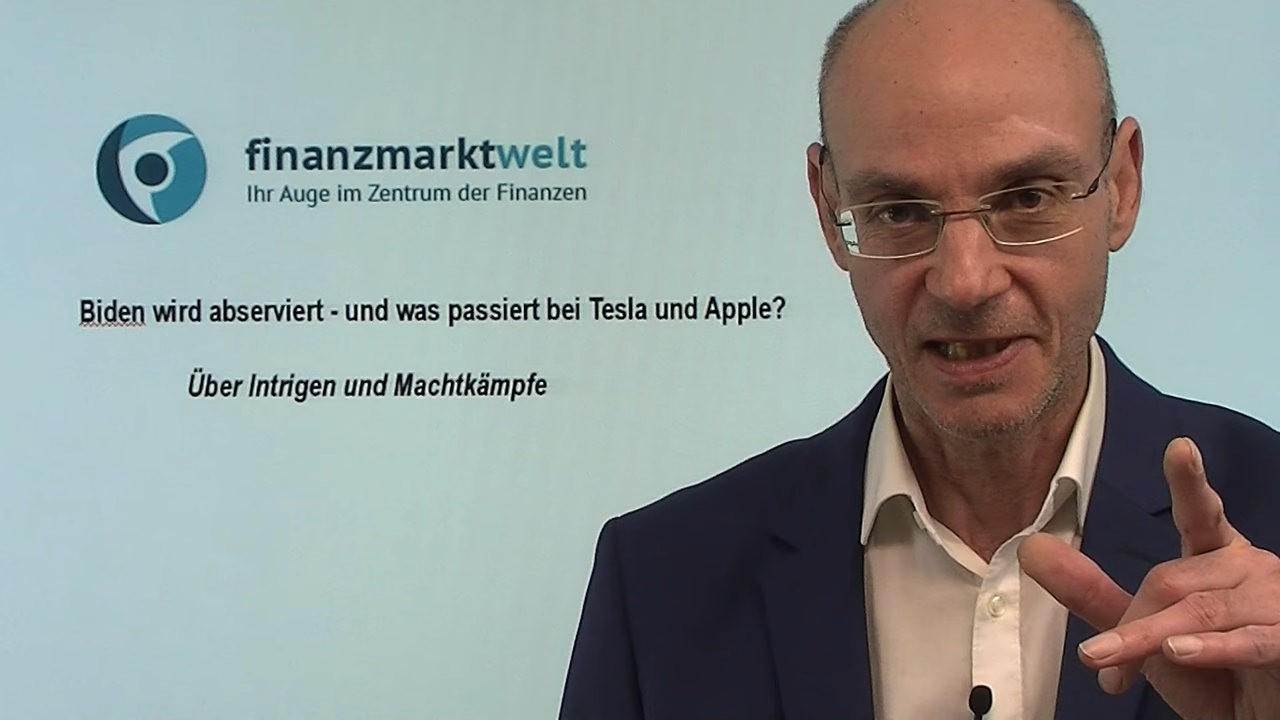 finanzmarktwelt
Ihr Auge im Zentrum der Finanzen
Biden wird abserviert - und was passiert bei Tesla und Apple?
Über Intrigen und Machtkämpfe